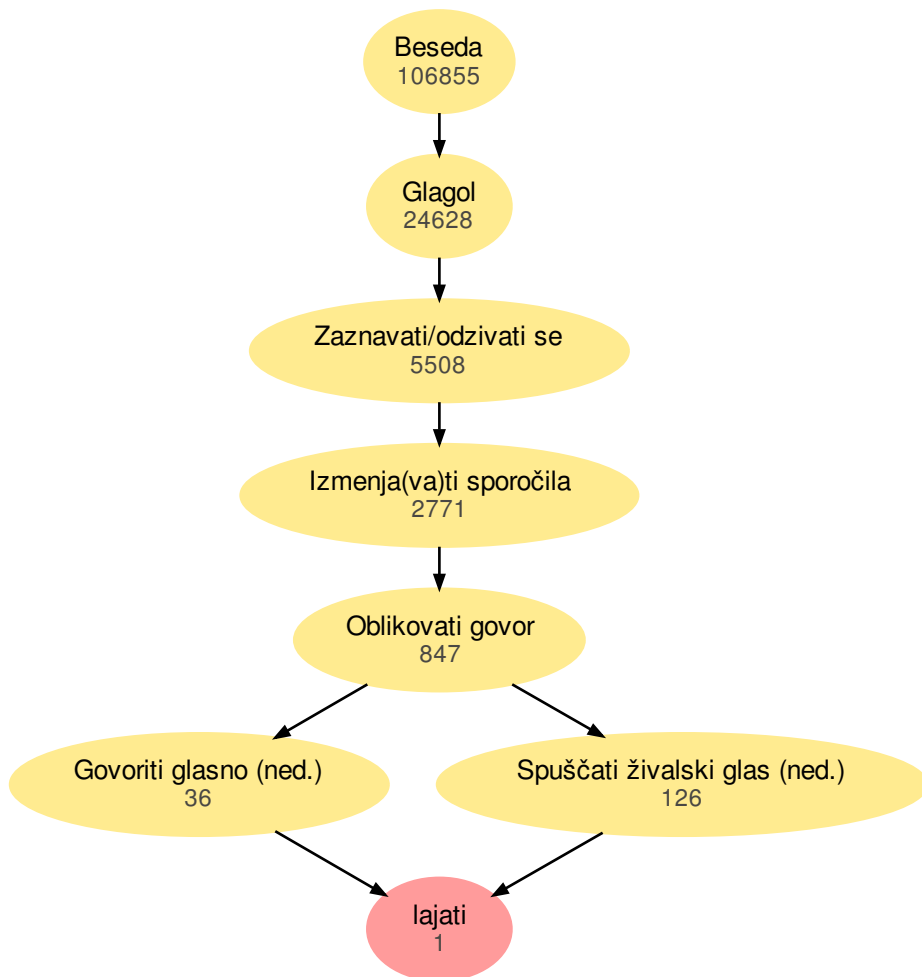 Beseda
106855
Glagol
24628
Zaznavati/odzivati se
5508
Izmenja(va)ti sporočila
2771
Oblikovati govor
847
Govoriti glasno (ned.)
36
Spuščati živalski glas (ned.)
126
lajati
1